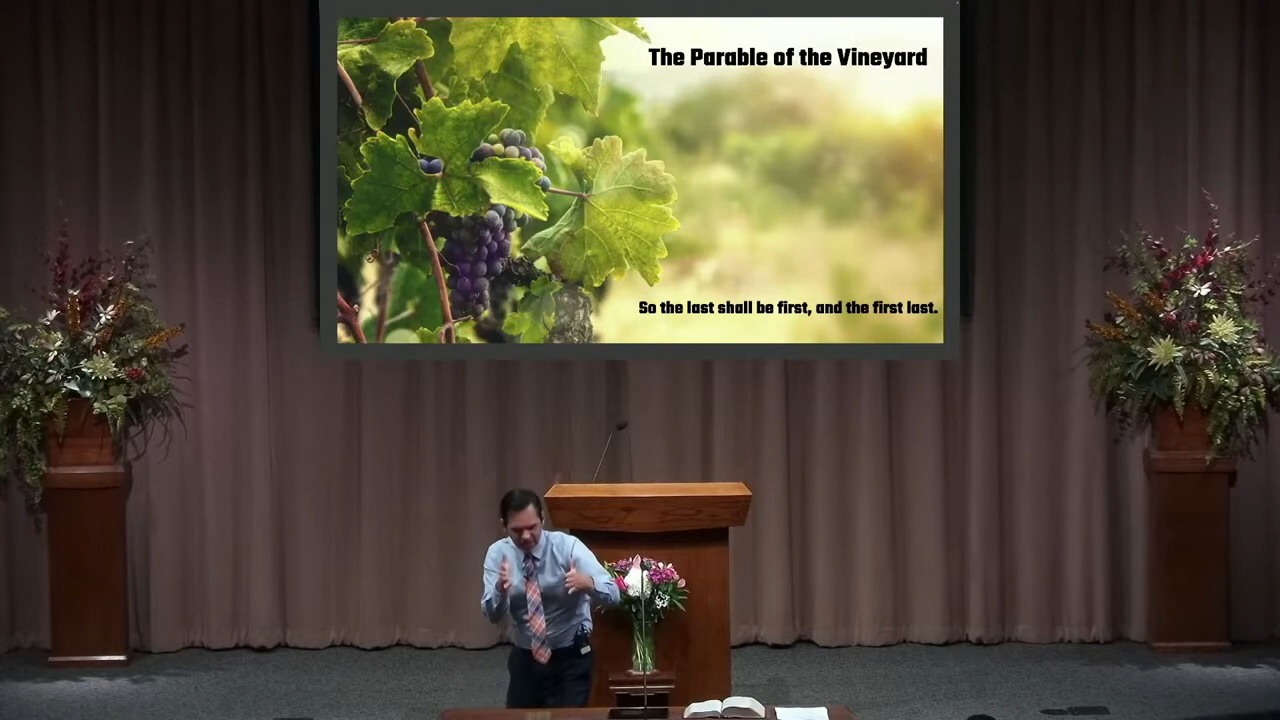 The Parable of the Vineyard
So the last shall be first, and the first last.